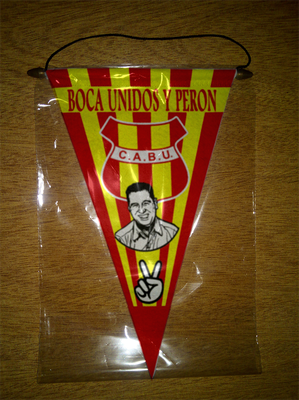 BOCA UNIDOS Y PERON
C.A.B.U.